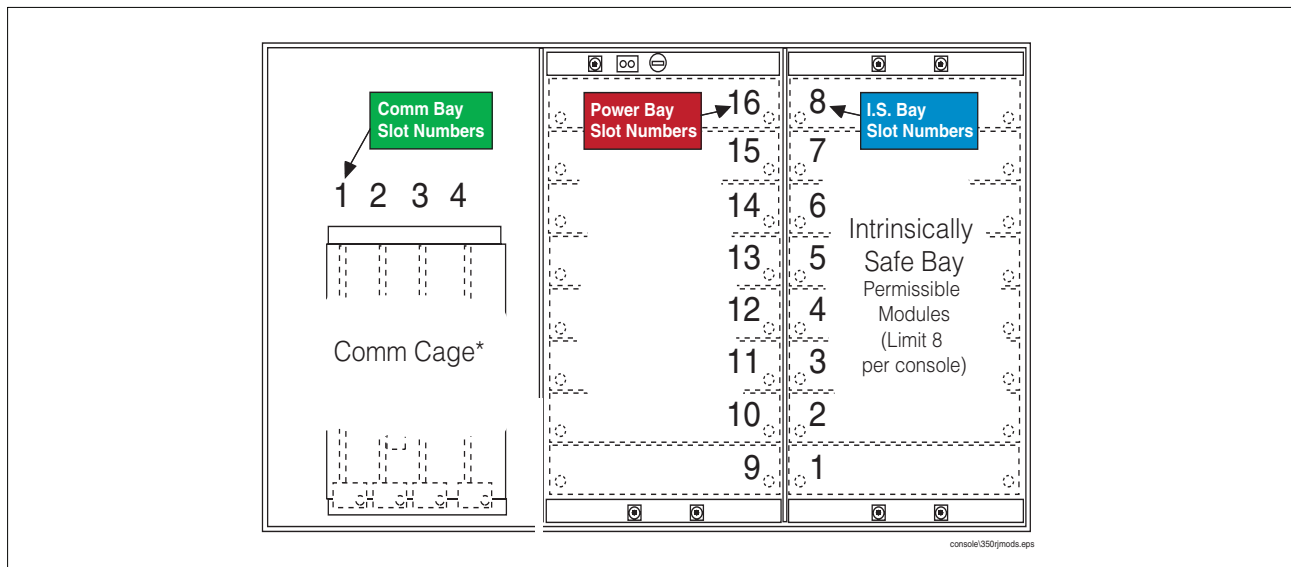 Comm Bay
Slot Numbers
1 2 3 4
Comm Cage*
Power Bay
Slot Numbers
16
15
14
13
12
11
10
9
I.S. Bay
Slot Numbers
8
7
6
5
4
3
2
1
Intrinsically
Safe Bay
Permissible
Modules
(Limit 8
per console)
console\350rjmods.eps